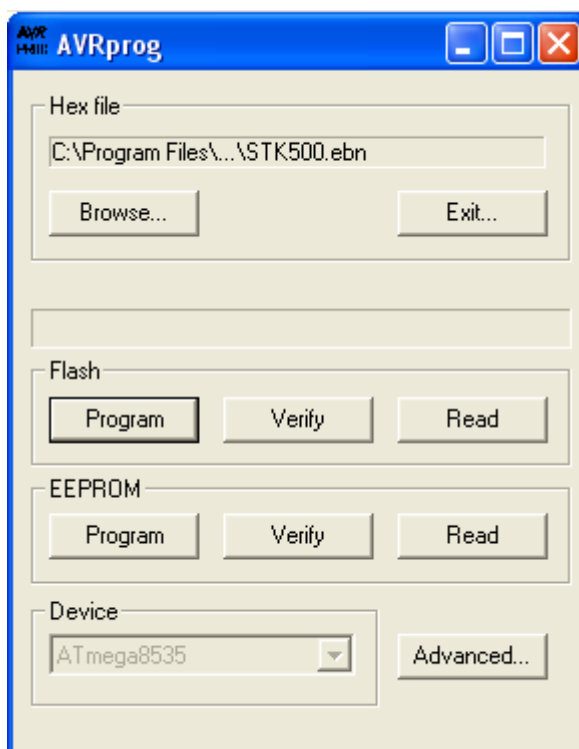 AVRprog
Hex file
C:\Program Files\...\STK500.ebn
Browse... Exit...
Flash
Program Verify Read
EEPROM
Program Verify Read
Device
ATmega8535 Advanced...